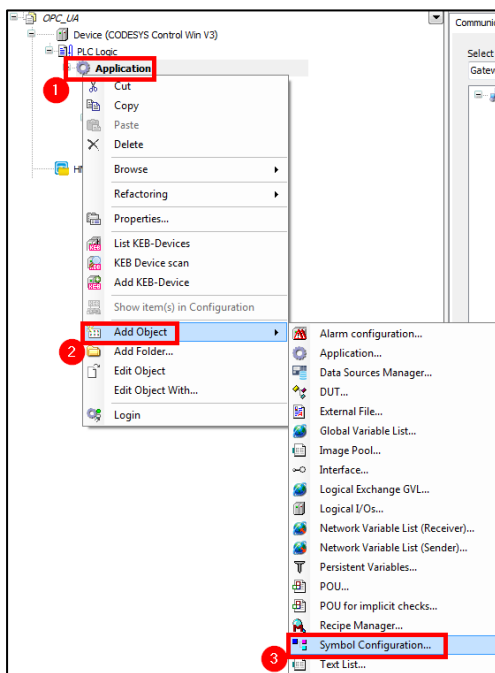 OPC_UA
Device (CODESYS Control Win V3)
PLC Logic
Application
1
Cut
Copy
Paste
Delete
Browse
Refactoring
Properties...
List KEB-Devices
KEB Device scan
Add KEB-Device
Show item(s) in Configuration
2
Add Object
Add Folder...
Edit Object
Edit Object With...
Login
Alarm configuration...
Application...
Data Sources Manager...
DUT...
External File...
Global Variable List...
Image Pool...
Interface...
Logical Exchange GVL...
Logical I/Os...
Network Variable List (Receiver)...
Network Variable List (Sender)...
Persistent Variables...
POU...
POU for implicit checks...
Recipe Manager...
3
Symbol Configuration...
Text List...
Communi
Select
Gatew